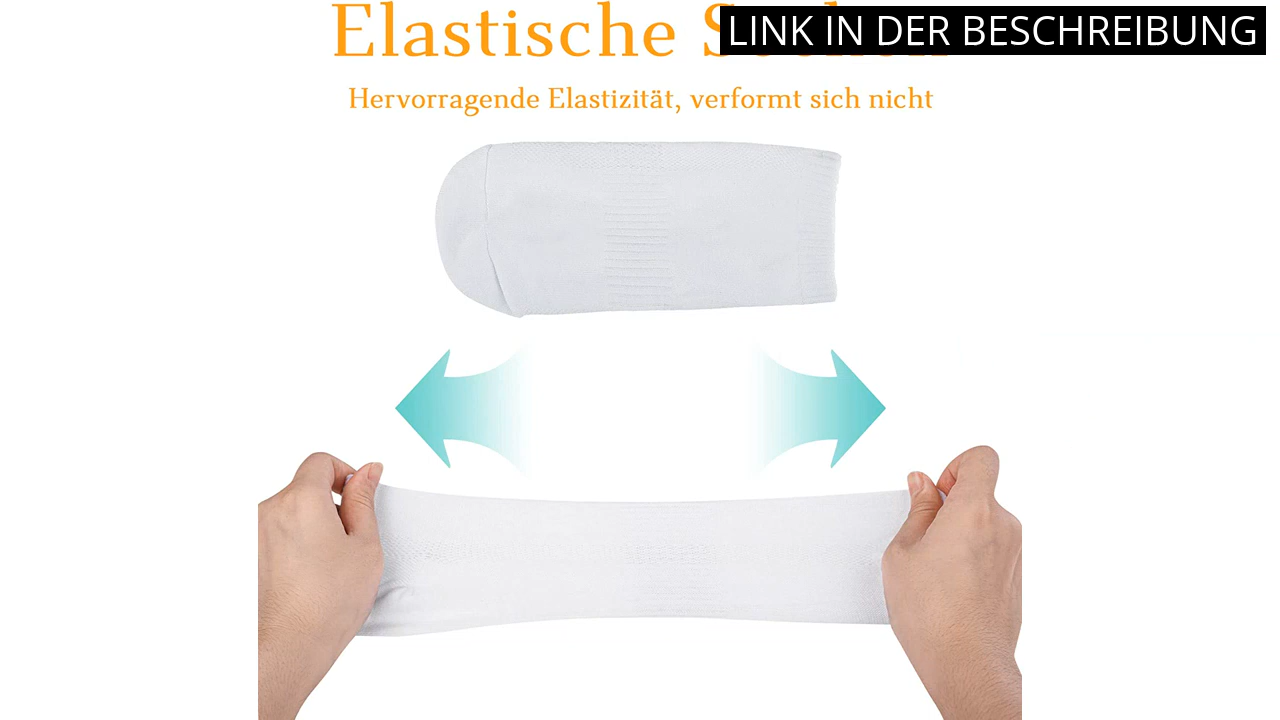 Elastische
LINK IN DER BESCHREIBUNG
Hervorragende Elastizität, verformt sich nicht